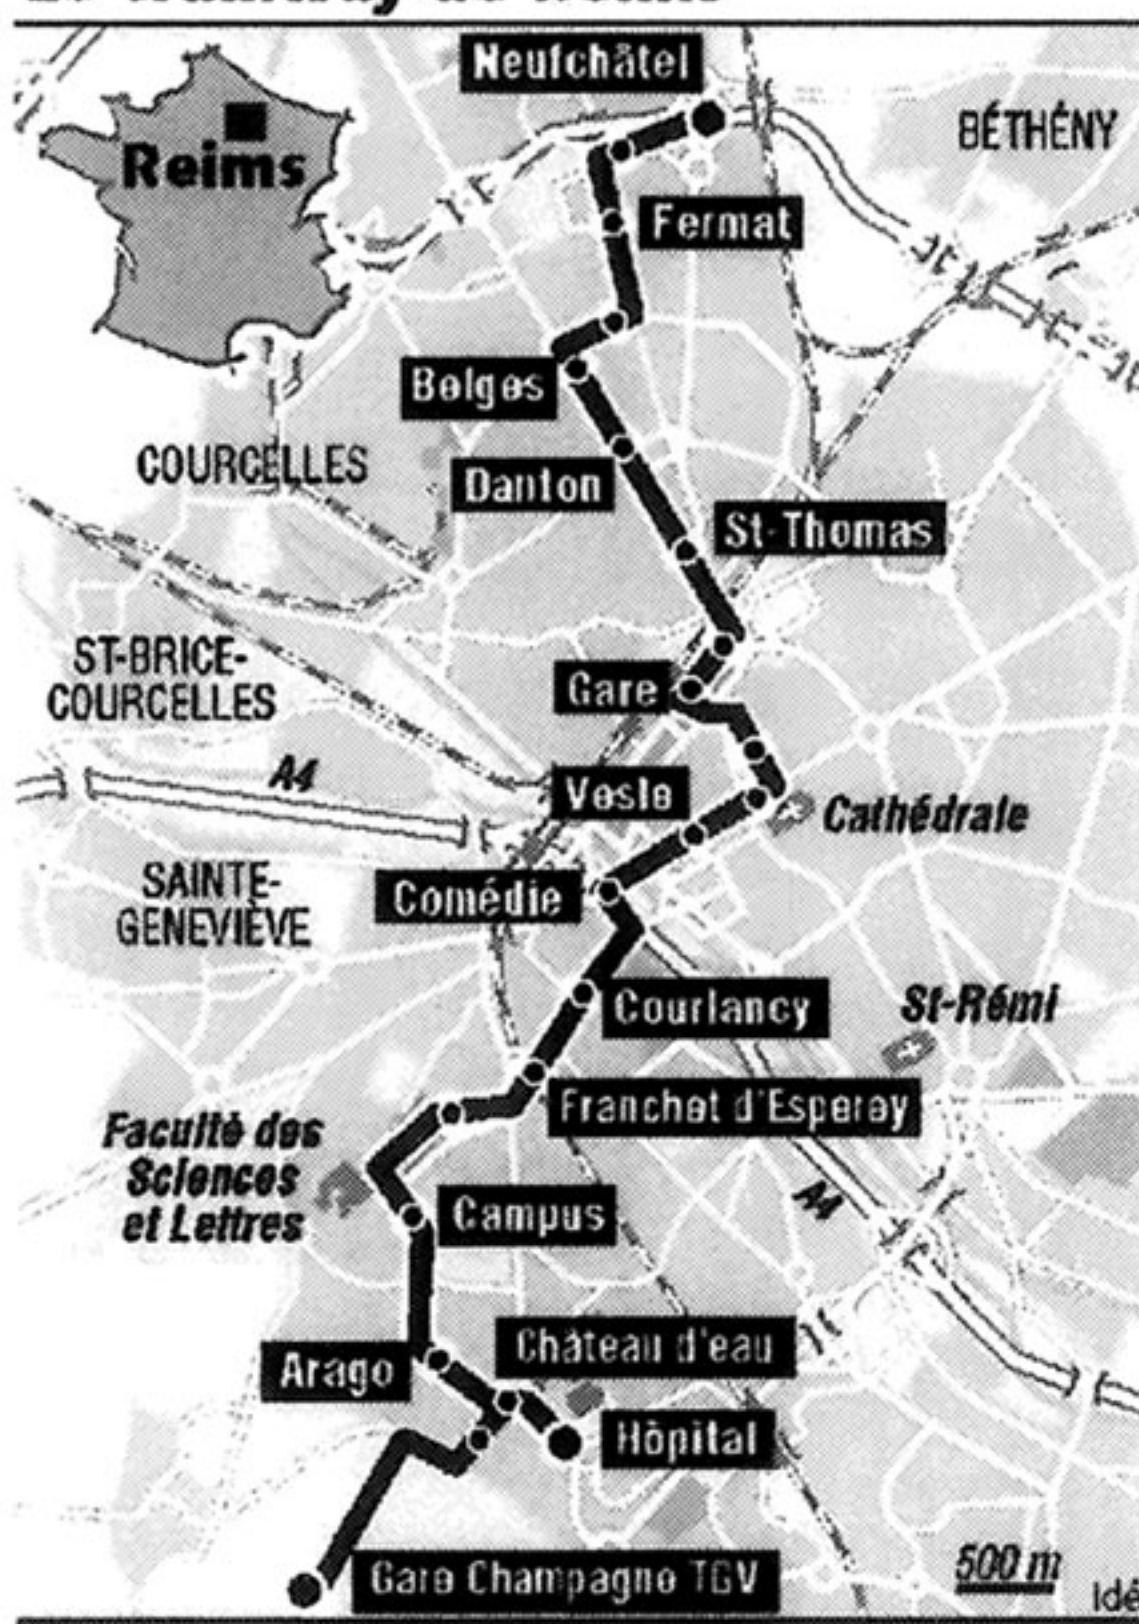 Neufchâtel
BÉTHÉNY
Reims
Fermat
Belges
COURCELLES
Danton
St-Thomas
ST-BRICE-
COURCELLES
Gare
A4
Vesle
Cathédrale
SAINTE-
GENEVIÈVE
Comédie
Courlancy
St-Rémi
Franchet d'Esperey
Faculté des
Sciences
et Lettres
Campus
A4
Château d'eau
Arago
Hôpital
Gare Champagne TGV
500 m
Idé